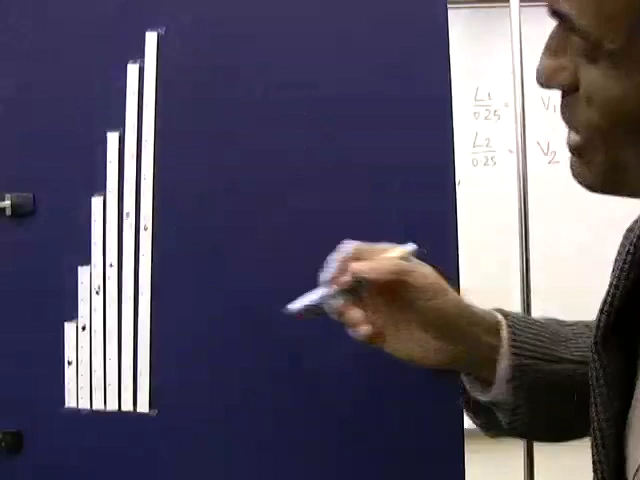 L1/0.25 = V1
L2/0.25 = V2